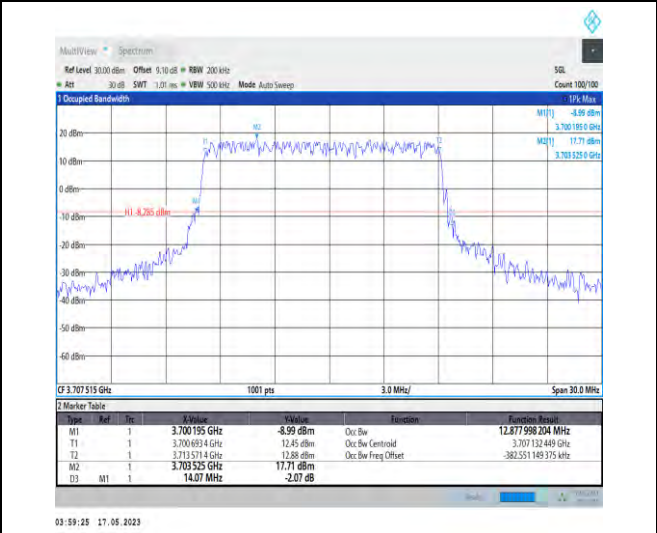 MultiView Spectrum
Ref Level 30.00 dBm Offset 9.10 dB RBW 200 kHz SGL
Att 30 dB SWT 1.01 ms VBW 500 kHz Mode Auto Sweep Count 100/100
1 Occupied Bandwidth 1Pk Max
M1[1] -8.99 dBm
3.700 195 0 GHz
M2[1] 17.71 dBm
3.703 525 0 GHz
M2
T1
T2
20 dBm
10 dBm
0 dBm
M1
H1 -8.285 dBm
-10 dBm
-20 dBm
-30 dBm
-40 dBm
-50 dBm
-60 dBm
CF 3.707 515 GHz 1001 pts 3.0 MHz/ Span 30.0 MHz
2 Marker Table
Type Ref Trc X-Value Y-Value Function Function Result
M1 1 3.700 195 GHz -8.99 dBm Occ Bw 12.877 998 204 MHz
T1 1 3.700 693 4 GHz 12.45 dBm Occ Bw Centroid 3.707 132 449 GHz
T2 1 3.713 571 4 GHz 12.88 dBm Occ Bw Freq Offset -382.551 149 375 kHz
M2 1 3.703 525 GHz 17.71 dBm
D3 M1 1 14.07 MHz -2.07 dB
03:59:25 17.05.2023